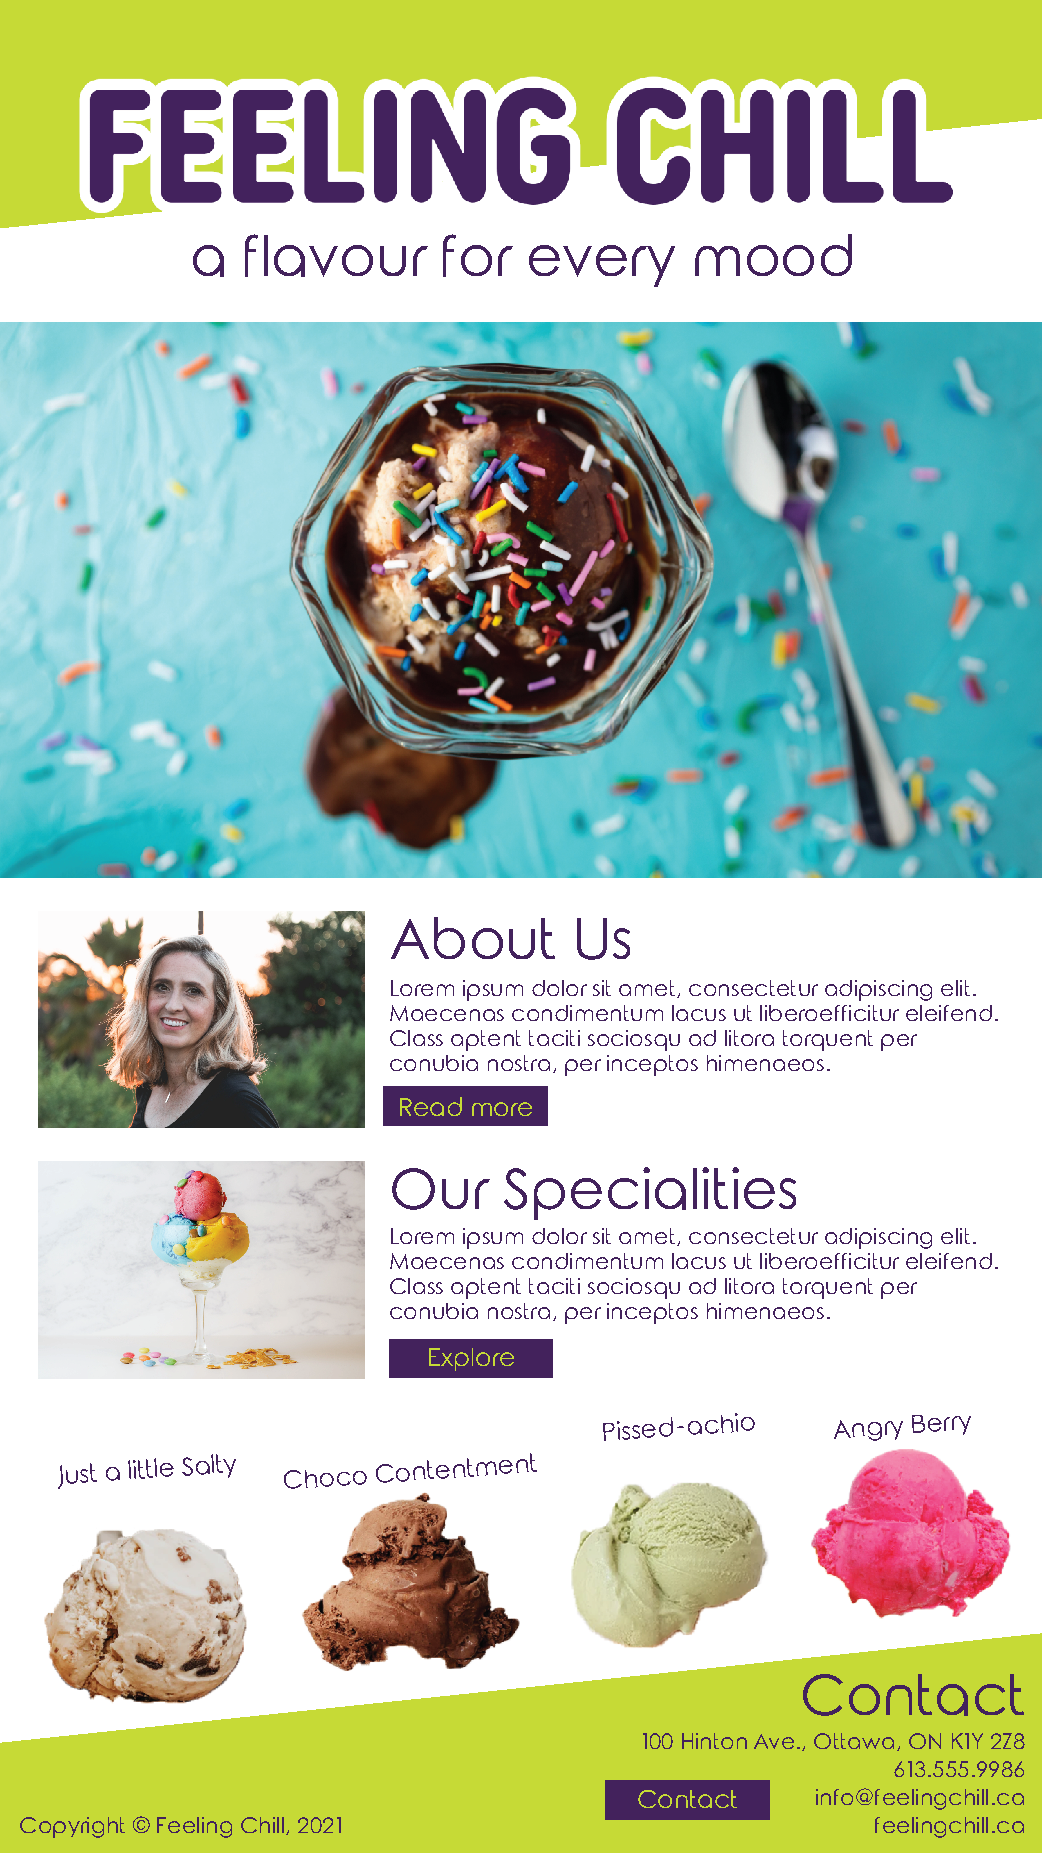 FEELING CHILL
a flavour for every mood
About Us
Lorem ipsum dolor sit amet, consectetur adipiscing elit.
Maecenas condimentum lacus ut liberoefficitur eleifend.
Class aptent taciti sociosqu ad litora torquent per
conubia nostra, per inceptos himenaeos.
Read more
Our Specialities
Lorem ipsum dolor sit amet, consectetur adipiscing elit.
Maecenas condimentum lacus ut liberoefficitur eleifend.
Class aptent taciti sociosqu ad litora torquent per
conubia nostra, per inceptos himenaeos.
Explore
Just a little Salty
Choco Contentment
Pissed-achio
Angry Berry
Contact
100 Hinton Ave., Ottawa, ON K1Y 2Z8
613.555.9986
info@feelingchill.ca
feelingchill.ca
Contact
Copyright © Feeling Chill, 2021